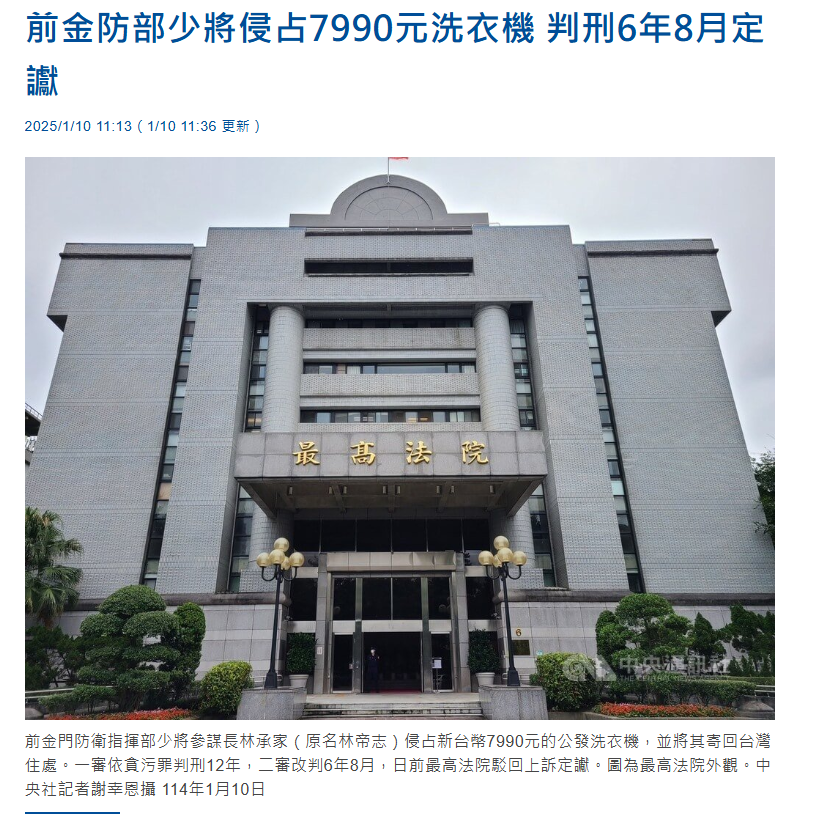 前金防部少將侵占7990元洗衣機 判刑6年8月定
讞
2025/1/10 11:13（1/10 11:36 更新）
最高法院
6
中央通訊社
前金門防衛指揮部少將參謀長林承家（原名林帝志）侵占新台幣7990元的公發洗衣機，並將其寄回台灣
住處。一審依貪污罪判刑12年，二審改判6年8月，日前最高法院駁回上訴定讞。圖為最高法院外觀。中
央社記者謝幸恩攝 114年1月10日